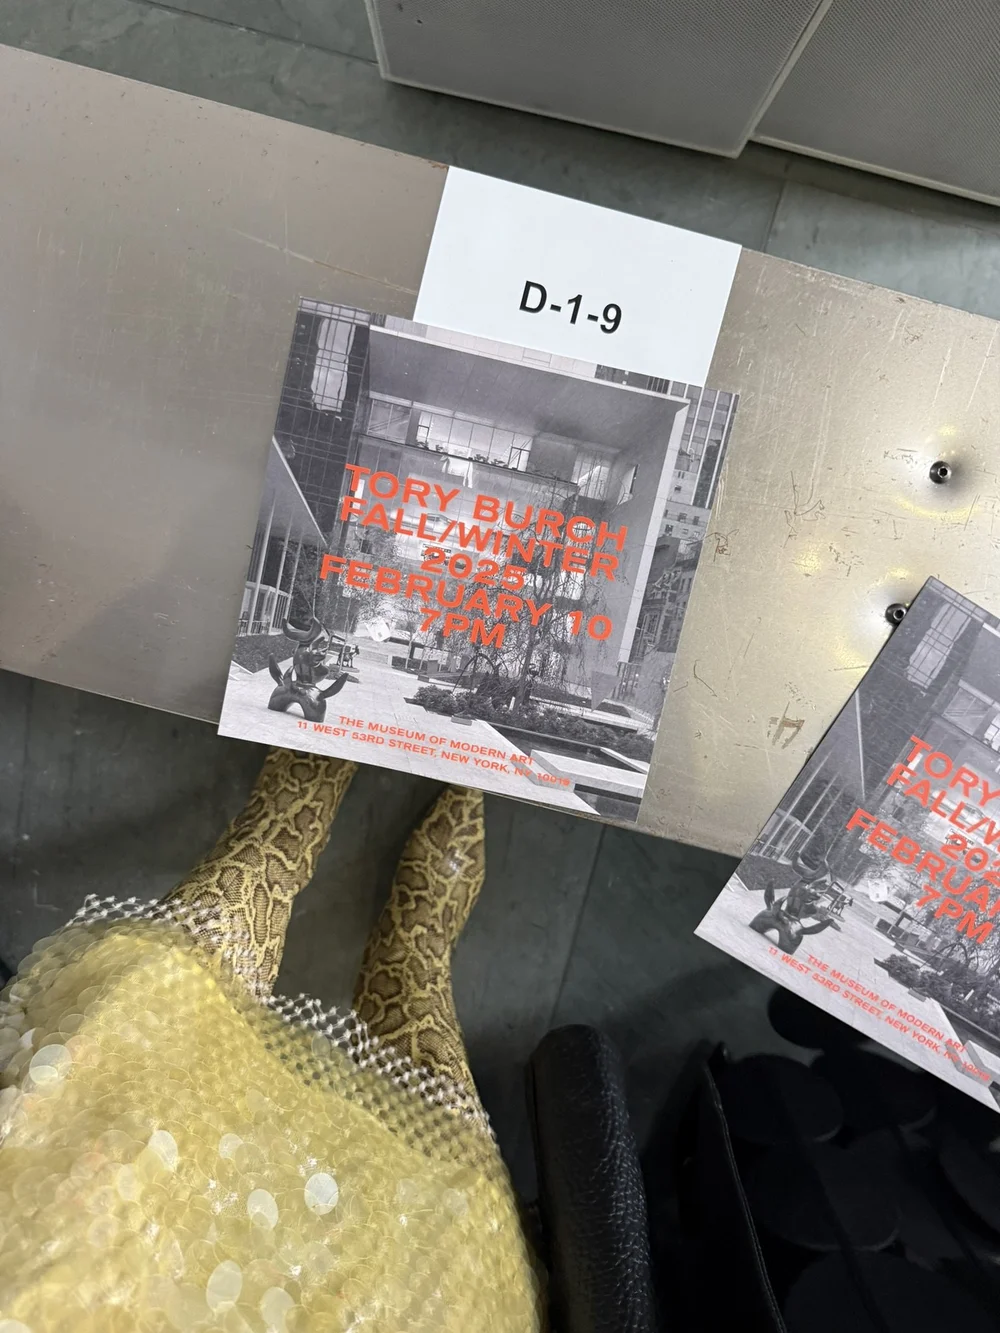 D-1-9
TORY BURCH
FALL/WINTER
2025
FEBRUARY 10
7PM
THE MUSEUM OF MODERN ART
11 WEST 53RD STREET, NEW YORK, NY 10019
TORY
FALL/W
202
FEBRUAR
7PM
THE MUSEUM OF MODERN ART
11 WEST 53RD STREET, NEW YORK, NY 10019